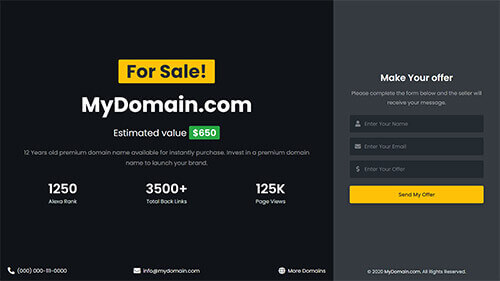 For Sale!
MyDomain.com
Estimated value $650
12 Years old premium domain name available for instantly purchase. Invest in a premium domain
name to launch your brand.
1250
Alexa Rank
3500+
Total Back Links
125K
Page Views
(000) 000-111-0000
info@mydomain.com
More Domains
Make Your offer
Please complete the form below and the seller will
receive your message.
Enter Your Name
Enter Your Email
Enter Your Offer
Send My Offer
© 2020 MyDomain.com. All Rights Reserved.